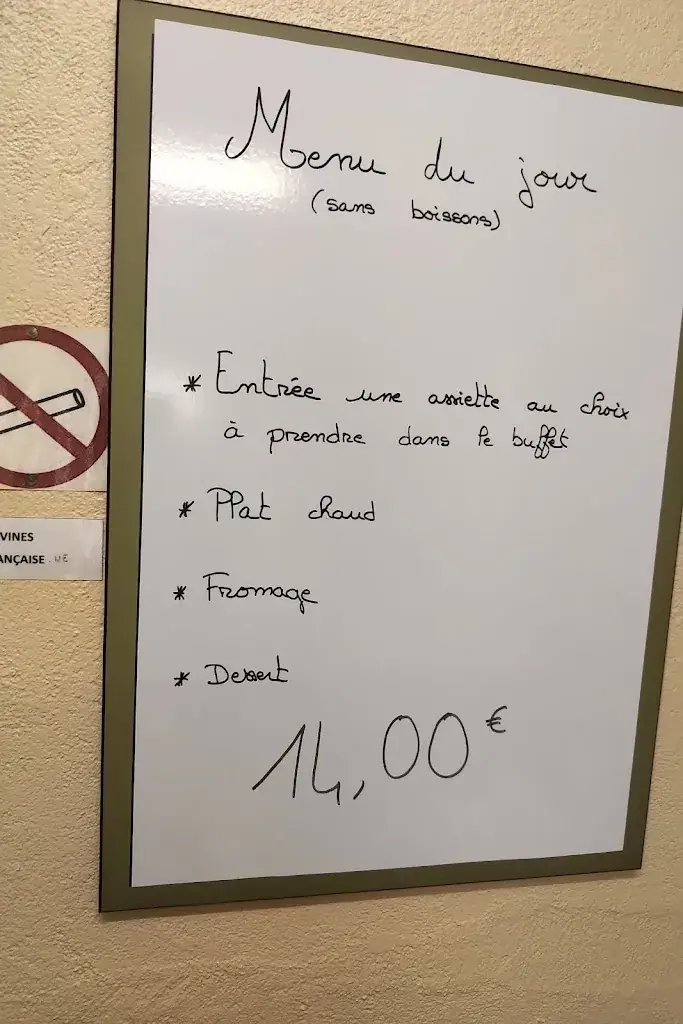 Menu du jour
(sans boissons)
* Entrée une assiette au choix
à prendre dans le buffet
* Plat chaud
* Fromage
* Dessert
14,00 €
VINES
ANÇAISE. UE